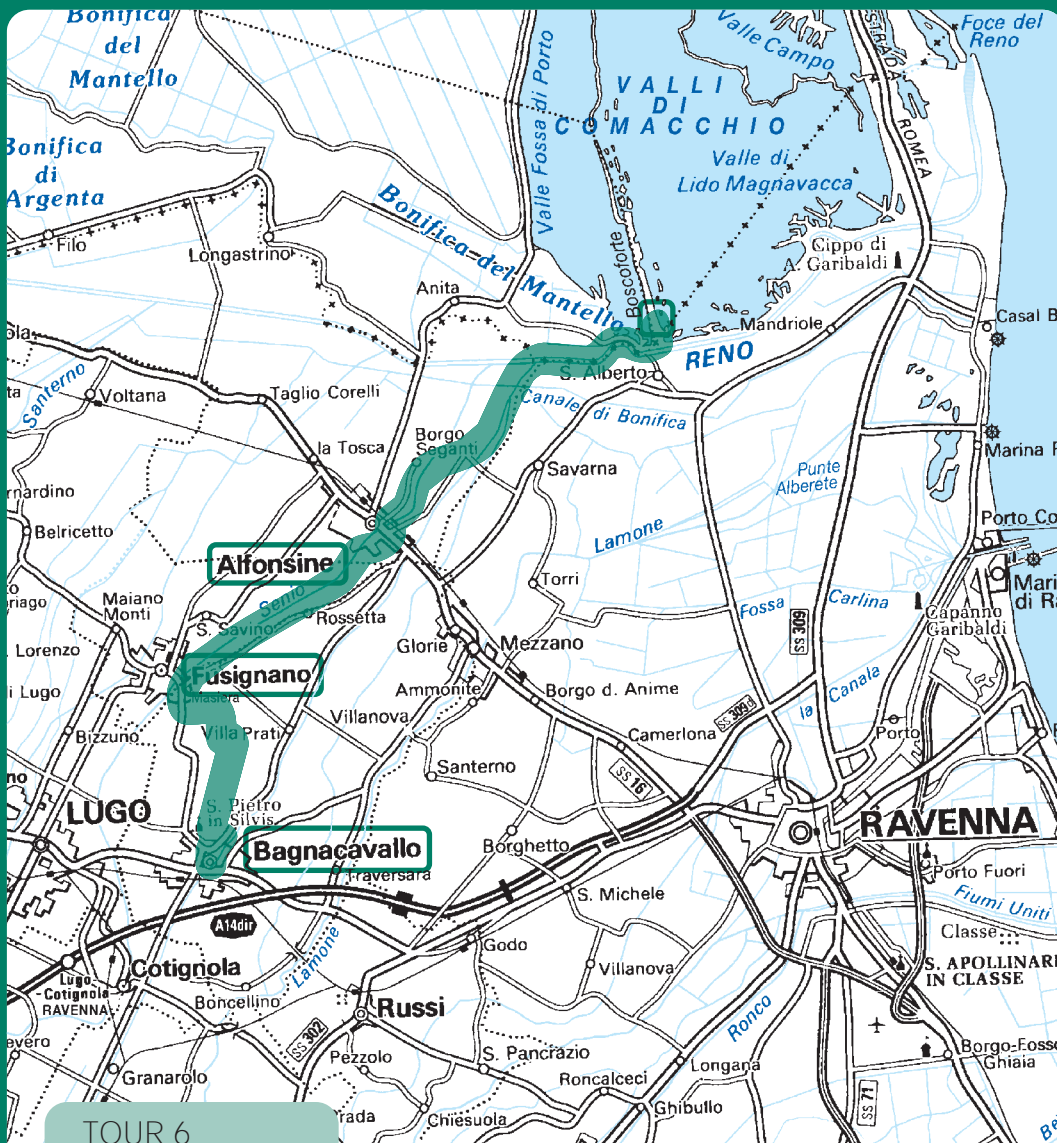 Bonifica
del
Mantello
Bonifica
di
Argenta
Valle Fossa di Porto
Valle Campo
VALLI
DI
COMACCHIO
Valle di
Lido Magnavacca
ROMEA
Foce del
Reno
Filo
Longastrino
Bonifica del Mantello
Boscoforte
Cippo di
A. Garibaldi
Anita
Mandriole
Casal B
RENO
S. Alberto
Santerno
Voltana
Taglio Corelli
Canale di Bonifica
la Tosca
Borgo
Seganti
Savarna
Punte
Alberete
Marina R
Belricetto
Lamone
Porto Co
Alfonsine
Torri
Mari
di Ra
Maiano
Monti
Senio
S. Savino
Rossetta
Fossa
Carlina
SS 309
Capanno
Garibaldi
Glorie
Mezzano
. Lorenzo
Fusignano
i Lugo
Masiera
Ammonite
Borgo d. Anime
la Canala
Villanova
SS 309d
Bizzuno
Villa Prati
Camerlona
Porto
Santerno
SS 16
LUGO
S. Pietro
in Silvis
RAVENNA
Bagnacavallo
Borghetto
Traversara
Porto Fuori
S. Michele
Fiumi Uniti
A14dir
Godo
Classe
Cotignola
Lamone
Villanova
S. APOLLINARE
IN CLASSE
Lugo
-Cotignola
RAVENNA
Boncellino
Russi
Ronco
SS 302
Pezzolo
S. Pancrazio
Longana
Borgo-Fosso
Ghiaia
Granarolo
Roncalceci
Chiesuola
Ghibullo
SS 71
TOUR 6